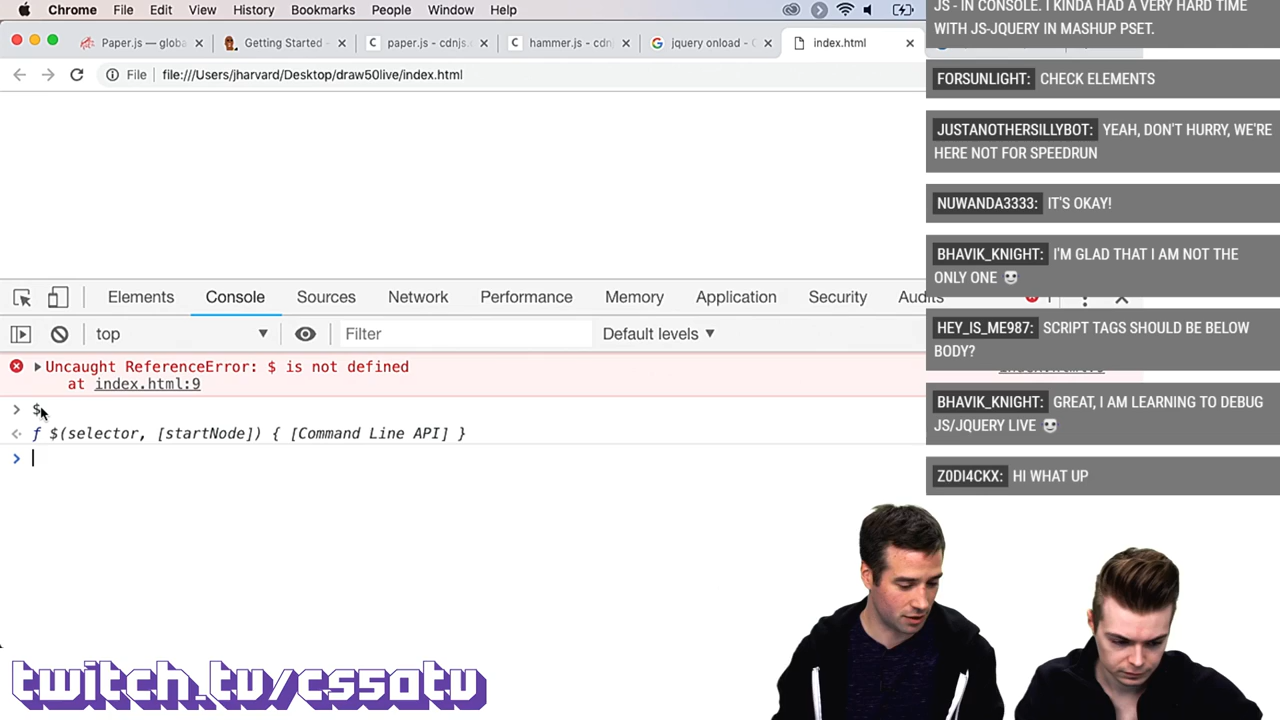 Chrome File Edit View History Bookmarks People Window Help
Paper.js — glob
Getting Started -
paper.js - cdnjs.c
hammer.js - cdn
jquery onload -
index.html
File file:///Users/jharvard/Desktop/draw50live/index.html
Elements Console Sources Network Performance Memory Application Security Audits 1
top Filter Default levels ▼
Uncaught ReferenceError: $ is not defined
at index.html:9
> $
ƒ $(selector, [startNode]) { [Command Line API] }
>
JS - IN CONSOLE. I KINDA HAD A VERY HARD TIME
WITH JS-JQUERY IN MASHUP PSET.
FORSUNLIGHT: CHECK ELEMENTS
JUSTANOTHERSILLYBOT: YEAH, DON'T HURRY, WE'RE
HERE NOT FOR SPEEDRUN
NUWANDA3333: IT'S OKAY!
BHAVIK_KNIGHT: I'M GLAD THAT I AM NOT THE
ONLY ONE
HEY_IS_ME987: SCRIPT TAGS SHOULD BE BELOW
BODY?
BHAVIK_KNIGHT: GREAT, I AM LEARNING TO DEBUG
JS/JQUERY LIVE
Z0DI4CKX: HI WHAT UP
twitch.tv/cs50tv